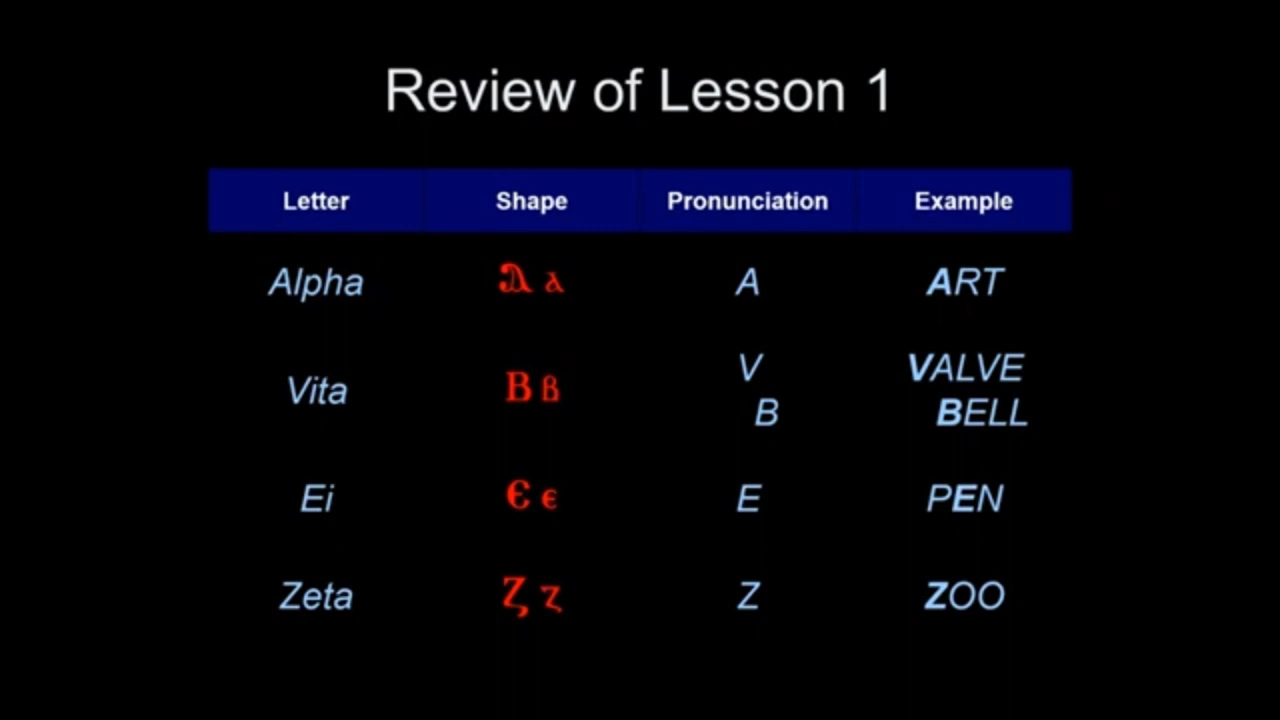 Review of Lesson 1
Letter Shape Pronunciation Example
Alpha Ⲁ ⲁ A ART
Vita Ⲃ ⲃ V VALVE
B BELL
Ei Ⲉ ⲉ E PEN
Zeta Ⲍ ⲍ Z ZOO